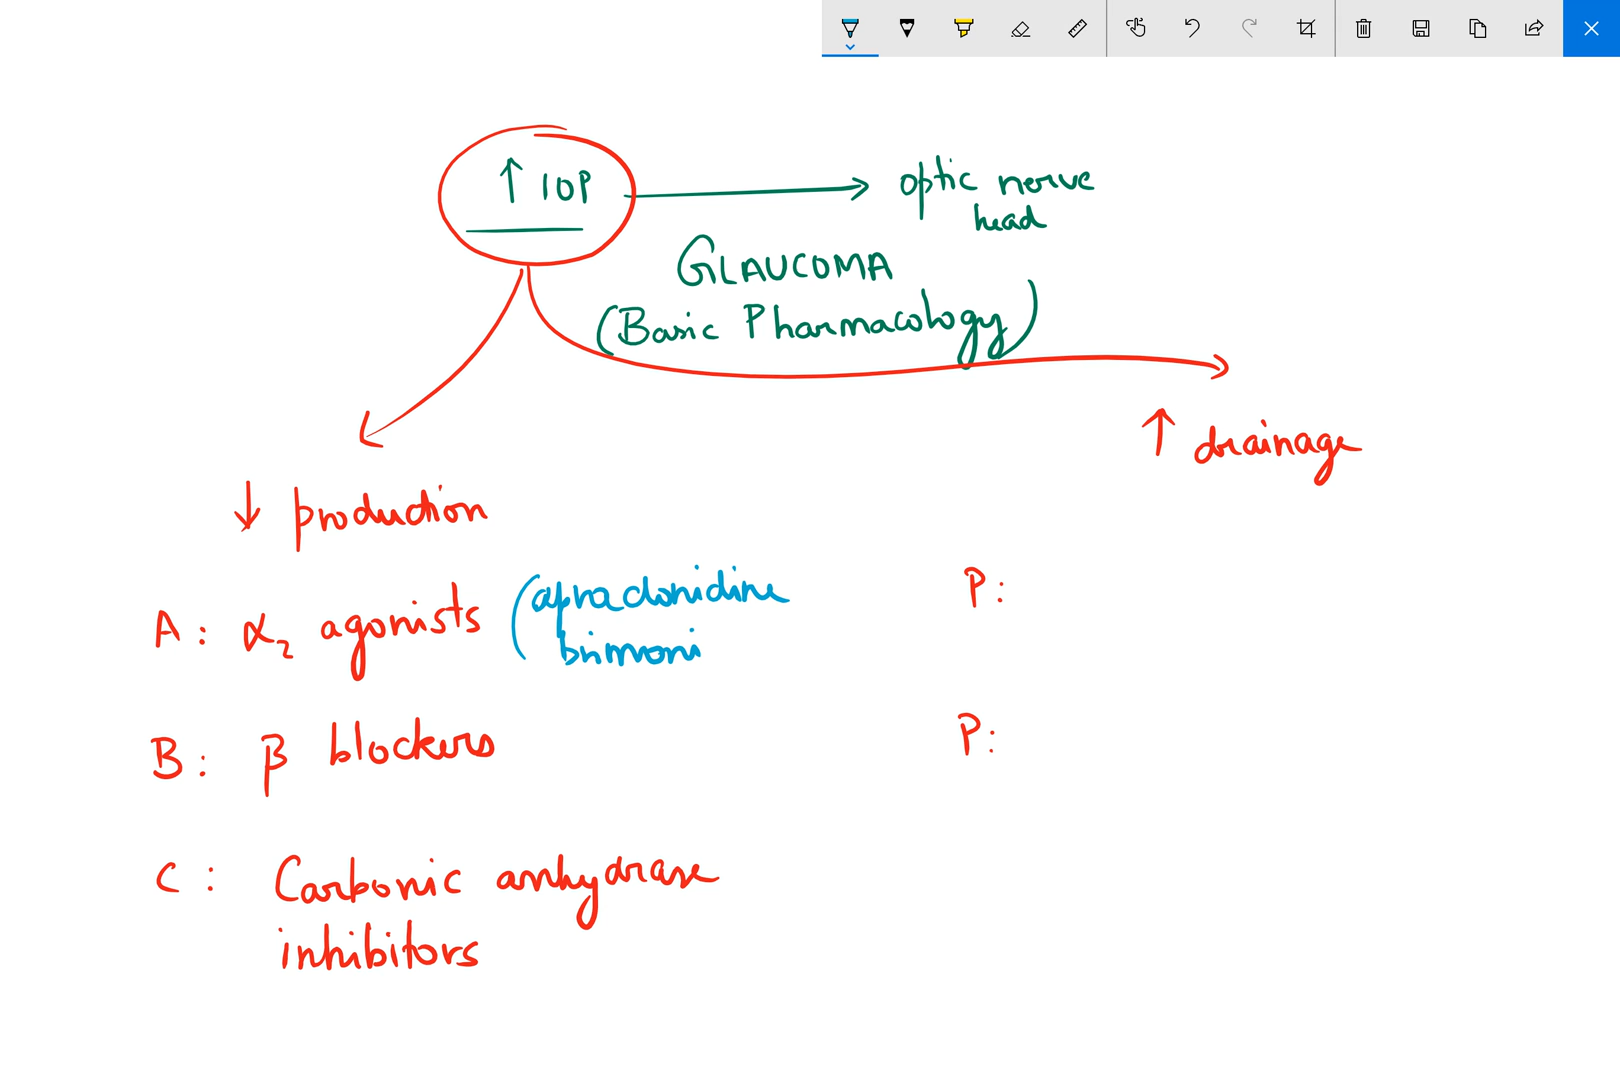 ↑ IOP
optic nerve
head
GLAUCOMA
(Basic Pharmacology)
↑ drainage
↓ production
A: α₂ agonists (apraclonidine
brimoni
P:
B: β blockers
P:
C: Carbonic anhydrase
inhibitors